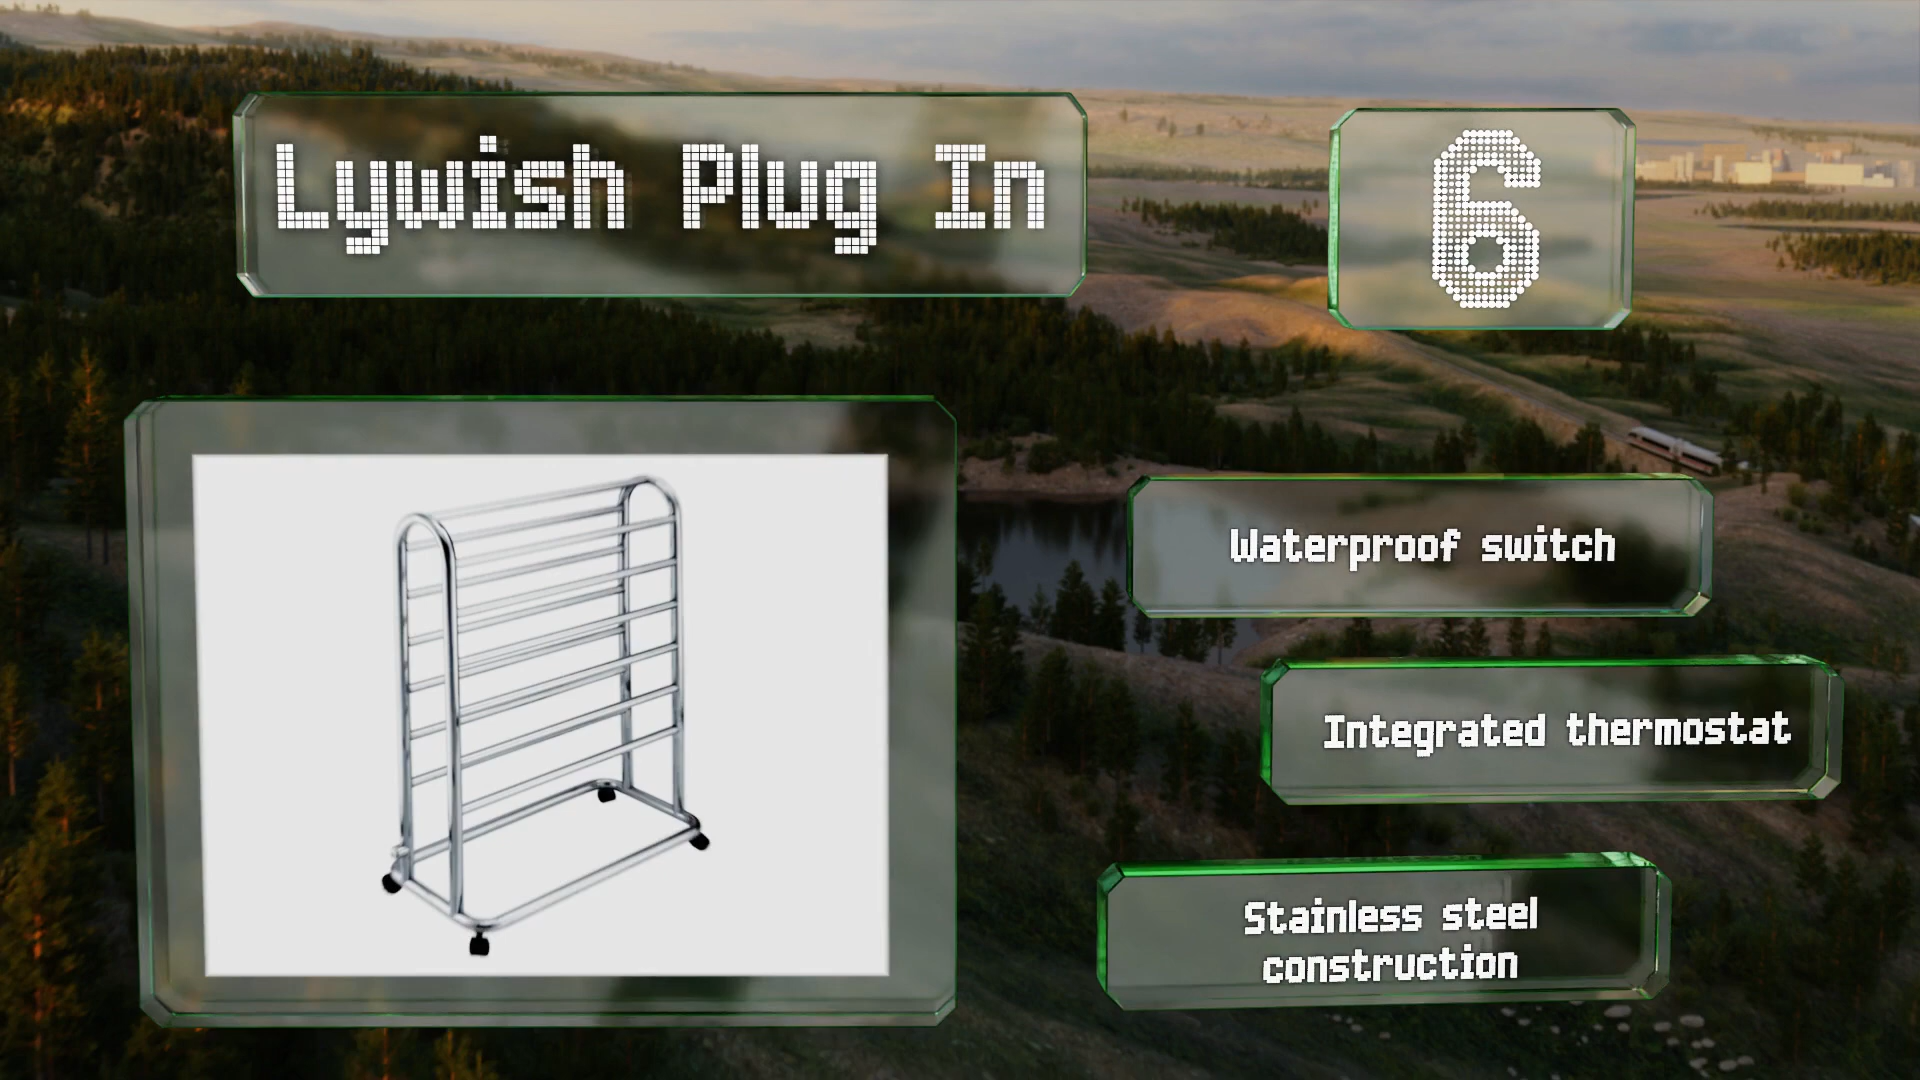 Lywish Plug In
6
Waterproof switch
Integrated thermostat
Stainless steel
construction